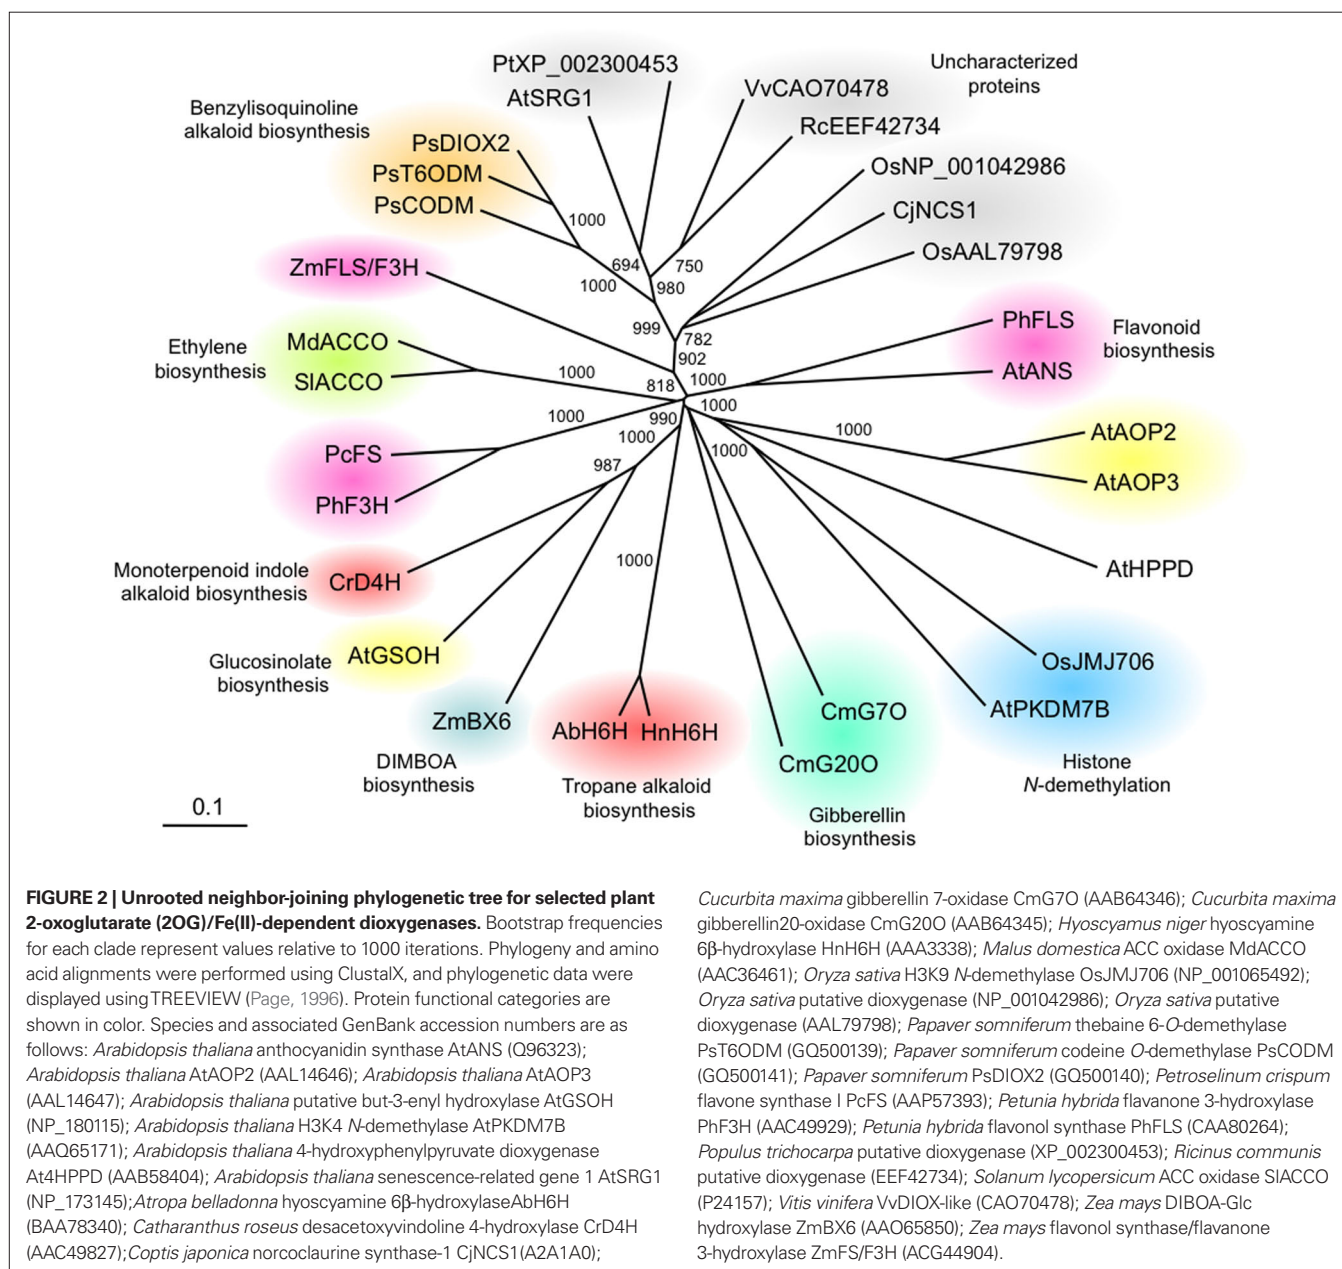 PtXP_002300453
AtSRG1
Uncharacterized
proteins
VvCAO70478
RcEEF42734
Benzylisoquinoline
alkaloid biosynthesis
PsDIOX2
PsT6ODM
PsCODM
OsNP_001042986
CjNCS1
OsAAL79798
1000
694
750
1000
980
ZmFLS/F3H
999
782
902
PhFLS
Flavonoid
biosynthesis
AtANS
Ethylene
biosynthesis
MdACCO
SlACCO
1000
818
1000
1000
990
1000
1000
1000
1000
AtAOP2
AtAOP3
PcFS
PhF3H
987
Monoterpenoid indole
alkaloid biosynthesis
CrD4H
1000
AtHPPD
Glucosinolate
biosynthesis
AtGSOH
OsJMJ706
AtPKDM7B
Histone
N-demethylation
ZmBX6
DIMBOA
biosynthesis
AbH6H
HnH6H
Tropane alkaloid
biosynthesis
CmG7O
CmG20O
Gibberellin
biosynthesis
0.1
FIGURE 2 | Unrooted neighbor-joining phylogenetic tree for selected plant
2-oxoglutarate (2OG)/Fe(II)-dependent dioxygenases. Bootstrap frequencies
for each clade represent values relative to 1000 iterations. Phylogeny and amino
acid alignments were performed using ClustalX, and phylogenetic data were
displayed using TREEVIEW (Page, 1996). Protein functional categories are
shown in color. Species and associated GenBank accession numbers are as
follows: Arabidopsis thaliana anthocyanidin synthase AtANS (Q96323);
Arabidopsis thaliana AtAOP2 (AAL14646); Arabidopsis thaliana AtAOP3
(AAL14647); Arabidopsis thaliana putative but-3-enyl hydroxylase AtGSOH
(NP_180115); Arabidopsis thaliana H3K4 N-demethylase AtPKDM7B
(AAQ65171); Arabidopsis thaliana 4-hydroxyphenylpyruvate dioxygenase
At4HPPD (AAB58404); Arabidopsis thaliana senescence-related gene 1 AtSRG1
(NP_173145);Atropa belladonna hyoscyamine 6β-hydroxylaseAbH6H
(BAA78340); Catharanthus roseus desacetoxyvindoline 4-hydroxylase CrD4H
(AAC49827);Coptis japonica norcoclaurine synthase-1 CjNCS1(A2A1A0);
Cucurbita maxima gibberellin 7-oxidase CmG7O (AAB64346); Cucurbita maxima
gibberellin20-oxidase CmG20O (AAB64345); Hyoscyamus niger hyoscyamine
6β-hydroxylase HnH6H (AAA3338); Malus domestica ACC oxidase MdACCO
(AAC36461); Oryza sativa H3K9 N-demethylase OsJMJ706 (NP_001065492);
Oryza sativa putative dioxygenase (NP_001042986); Oryza sativa putative
dioxygenase (AAL79798); Papaver somniferum thebaine 6-O-demethylase
PsT6ODM (GQ500139); Papaver somniferum codeine O-demethylase PsCODM
(GQ500141); Papaver somniferum PsDIOX2 (GQ500140); Petroselinum crispum
flavone synthase I PcFS (AAP57393); Petunia hybrida flavanone 3-hydroxylase
PhF3H (AAC49929); Petunia hybrida flavonol synthase PhFLS (CAA80264);
Populus trichocarpa putative dioxygenase (XP_002300453); Ricinus communis
putative dioxygenase (EEF42734); Solanum lycopersicum ACC oxidase SlACCO
(P24157); Vitis vinifera VvDIOX-like (CAO70478); Zea mays DIBOA-Glc
hydroxylase ZmBX6 (AAO65850); Zea mays flavonol synthase/flavanone
3-hydroxylase ZmFS/F3H (ACG44904).